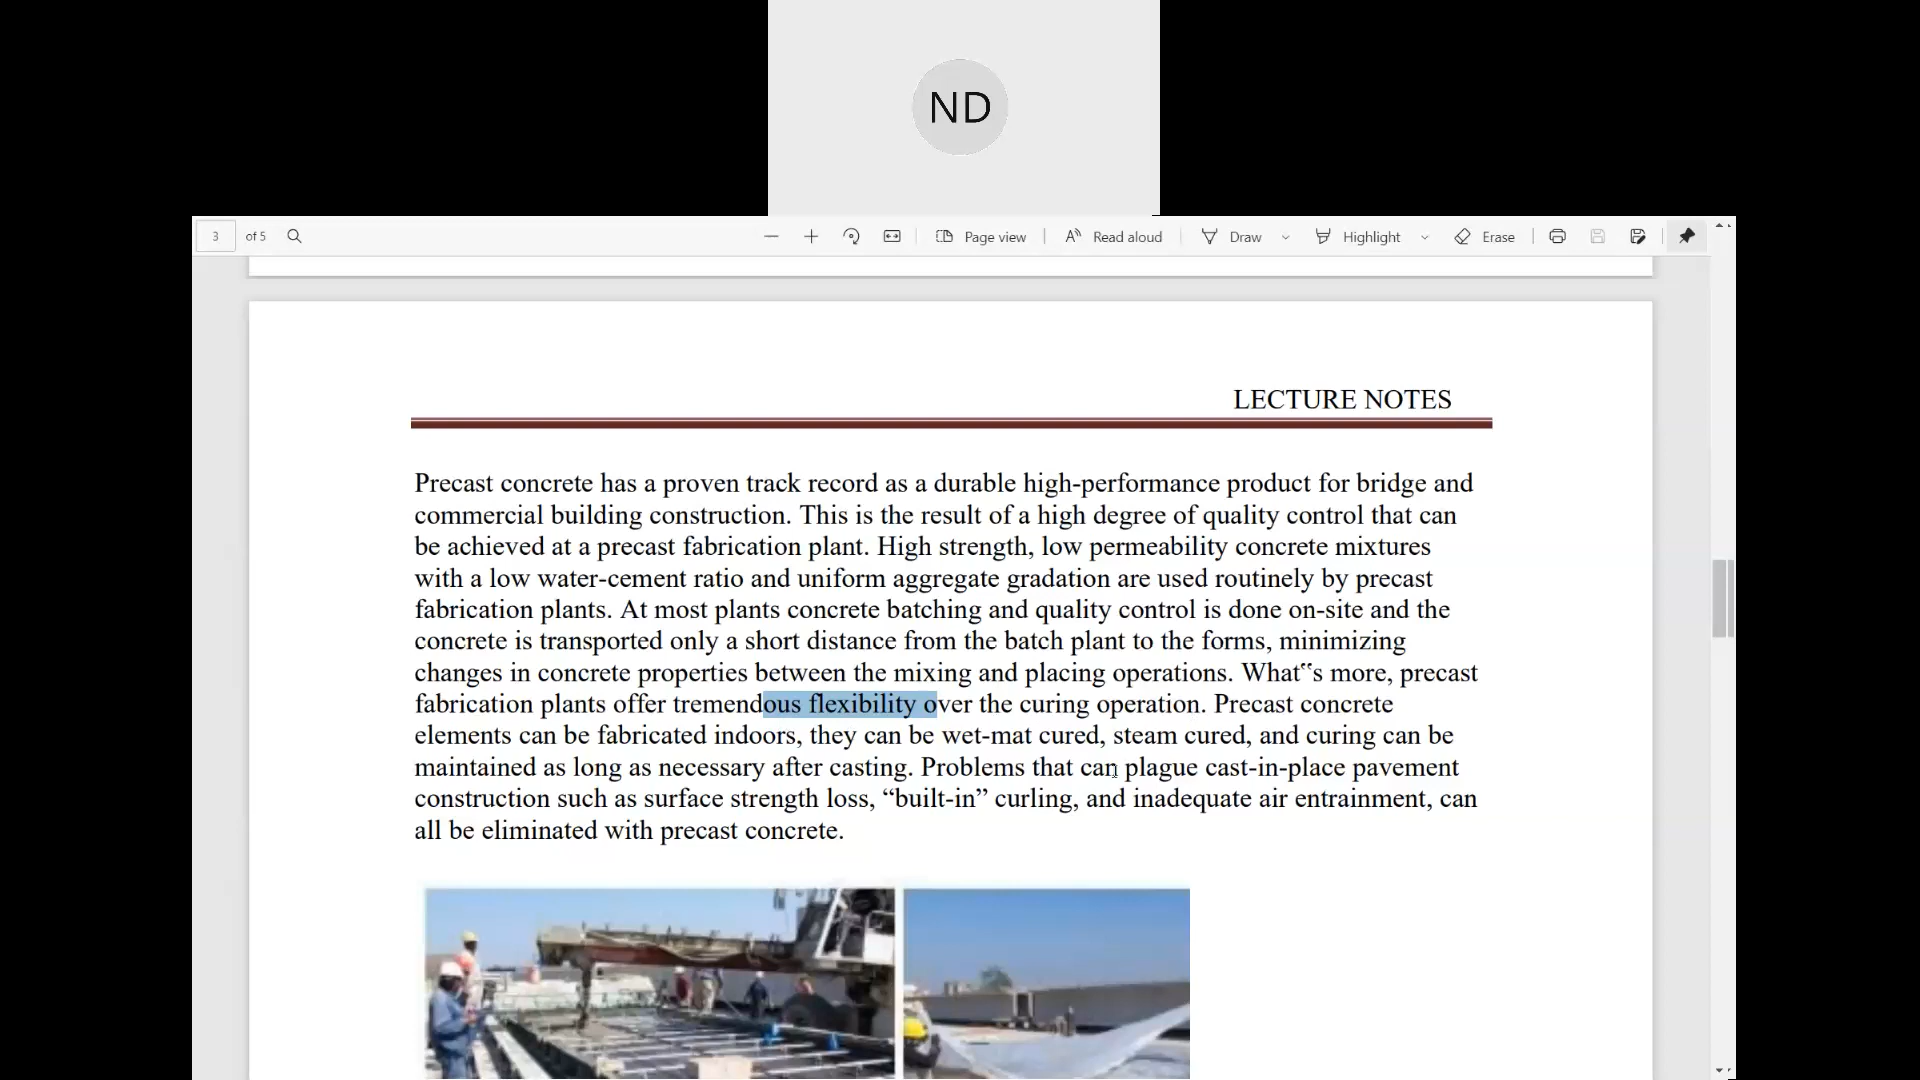 ND
3 of 5 Page view Read aloud Draw Highlight Erase
LECTURE NOTES
Precast concrete has a proven track record as a durable high-performance product for bridge and
commercial building construction. This is the result of a high degree of quality control that can
be achieved at a precast fabrication plant. High strength, low permeability concrete mixtures
with a low water-cement ratio and uniform aggregate gradation are used routinely by precast
fabrication plants. At most plants concrete batching and quality control is done on-site and the
concrete is transported only a short distance from the batch plant to the forms, minimizing
changes in concrete properties between the mixing and placing operations. What‟s more, precast
fabrication plants offer tremendous flexibility over the curing operation. Precast concrete
elements can be fabricated indoors, they can be wet-mat cured, steam cured, and curing can be
maintained as long as necessary after casting. Problems that can plague cast-in-place pavement
construction such as surface strength loss, “built-in” curling, and inadequate air entrainment, can
all be eliminated with precast concrete.